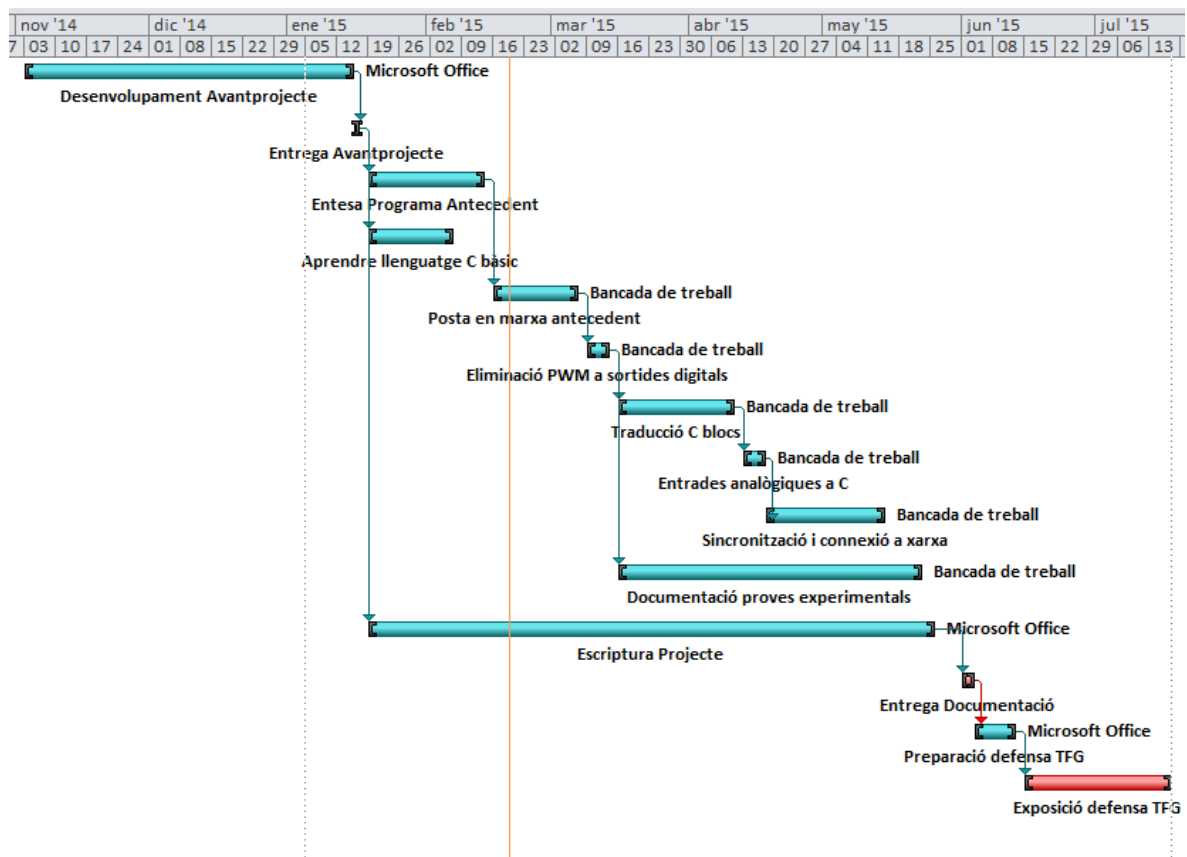 nov '14 dic '14 ene '15 feb '15 mar '15 abr '15 may '15 jun '15 jul '15
7 03 10 17 24 01 08 15 22 29 05 12 19 26 02 09 16 23 02 09 16 23 30 06 13 20 27 04 11 18 25 01 08 15 22 29 06 13
Microsoft Office
Desenvolupament Avantprojecte
Entrega Avantprojecte
Entesa Programa Antecedent
Aprendre llenguatge C bàsic
Bancada de treball
Posta en marxa antecedent
Bancada de treball
Eliminació PWM a sortides digitals
Bancada de treball
Traducció C blocs
Bancada de treball
Entrades analògiques a C
Bancada de treball
Sincronització i connexió a xarxa
Bancada de treball
Documentació proves experimentals
Microsoft Office
Escriptura Projecte
Entrega Documentació
Microsoft Office
Preparació defensa TFG
Exposició defensa TFG